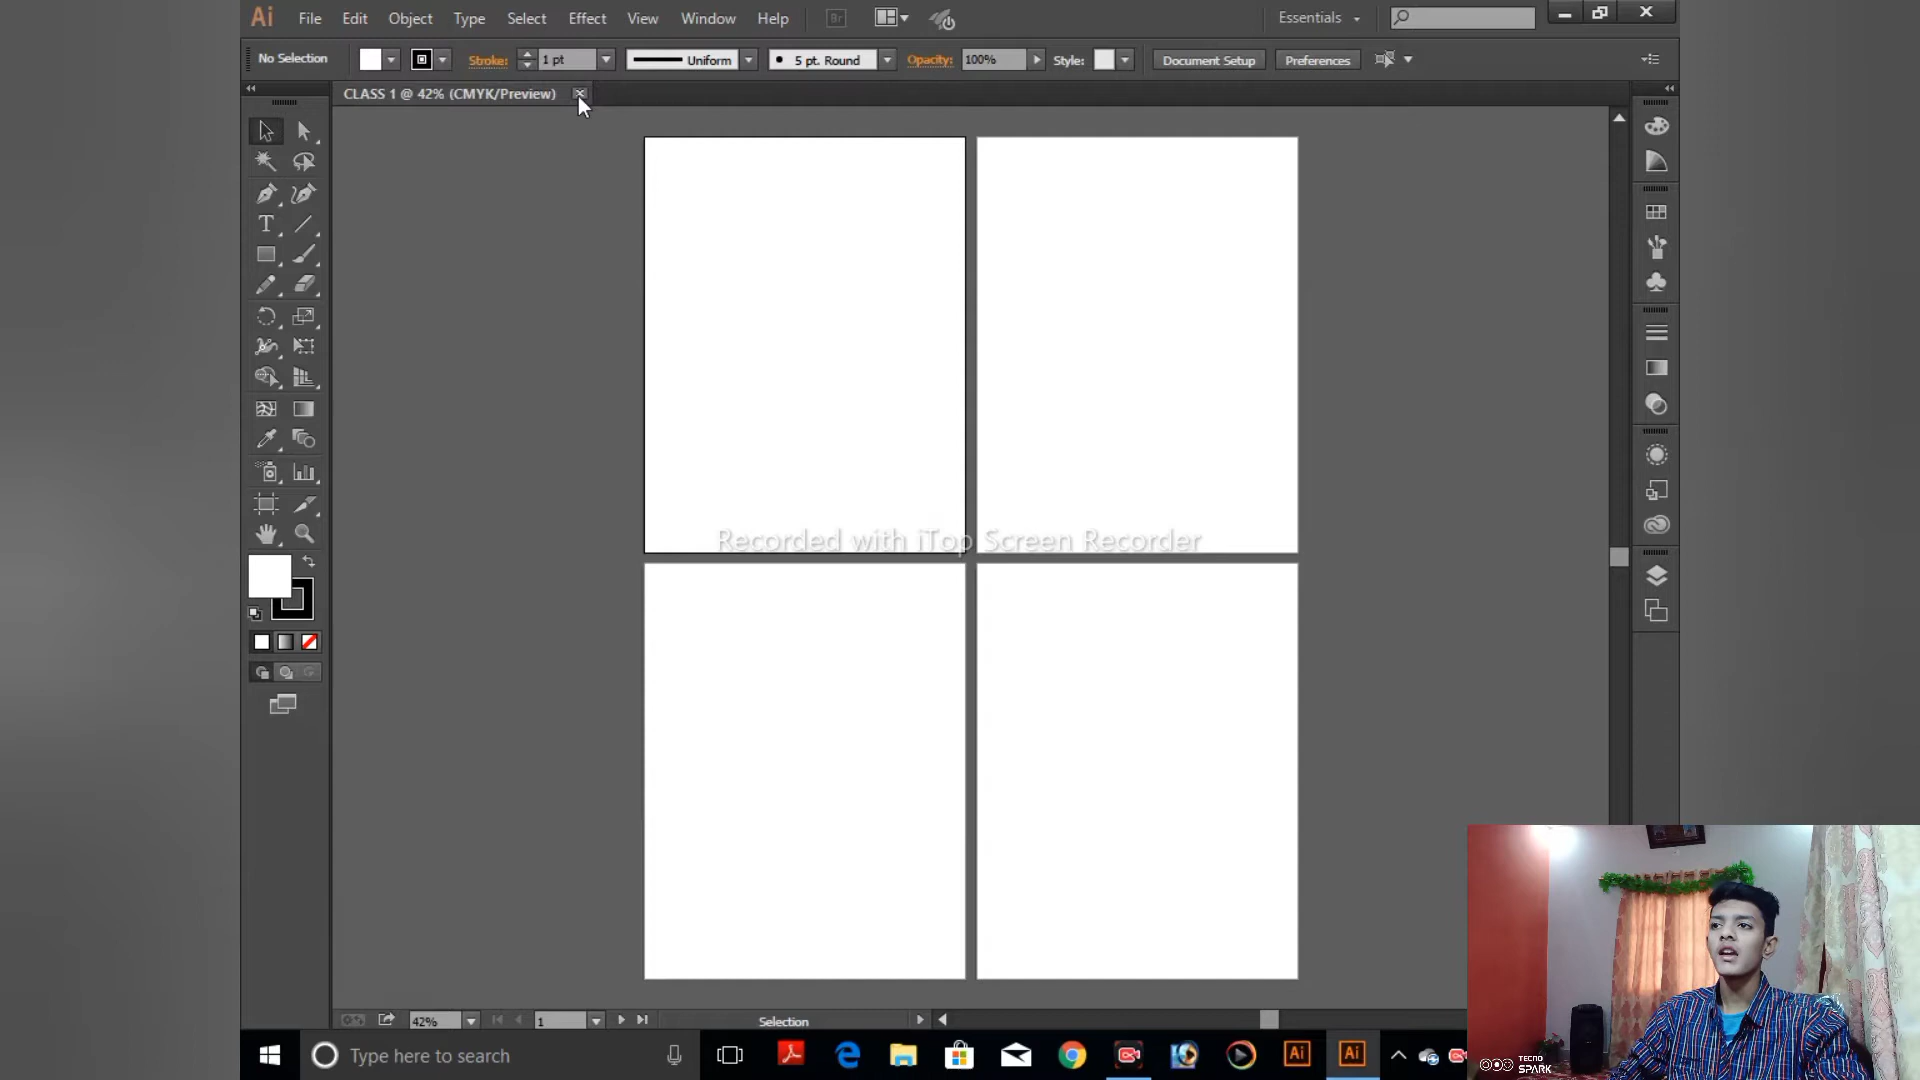 Ai File Edit Object Type Select Effect View Window Help Br Essentials
No Selection Stroke: 1 pt Uniform 5 pt. Round Opacity: 100% Style: Document Setup Preferences
CLASS 1 @ 42% (CMYK/Preview)
T
Recorded with iTop Screen Recorder
42% 1 Selection
Type here to search Ai Ai
TECNO
SPARK